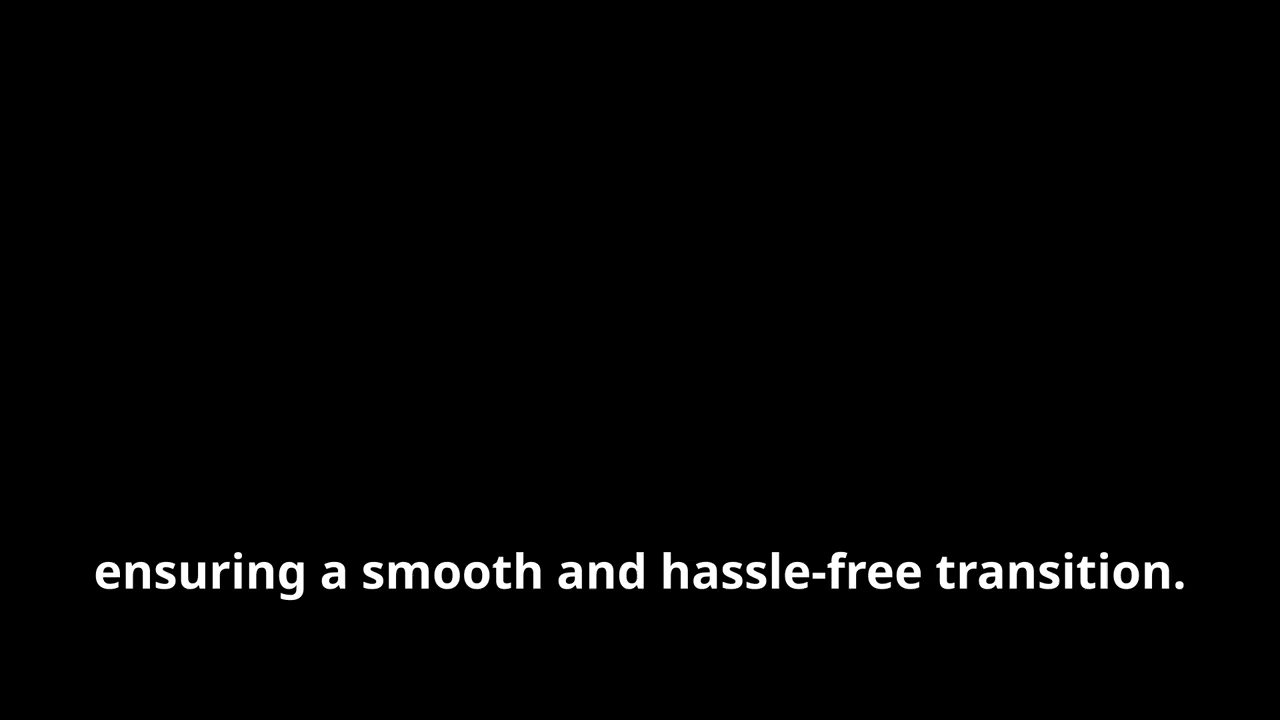 ensuring a smooth and hassle-free transition.